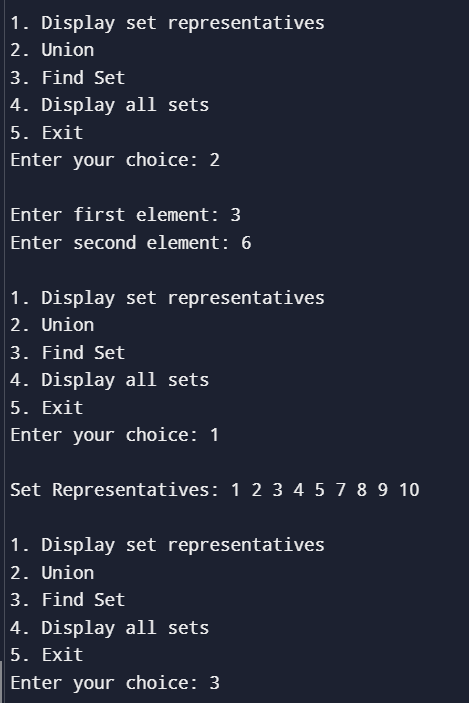 1. Display set representatives
2. Union
3. Find Set
4. Display all sets
5. Exit
Enter your choice: 2
Enter first element: 3
Enter second element: 6
1. Display set representatives
2. Union
3. Find Set
4. Display all sets
5. Exit
Enter your choice: 1
Set Representatives: 1 2 3 4 5 7 8 9 10
1. Display set representatives
2. Union
3. Find Set
4. Display all sets
5. Exit
Enter your choice: 3